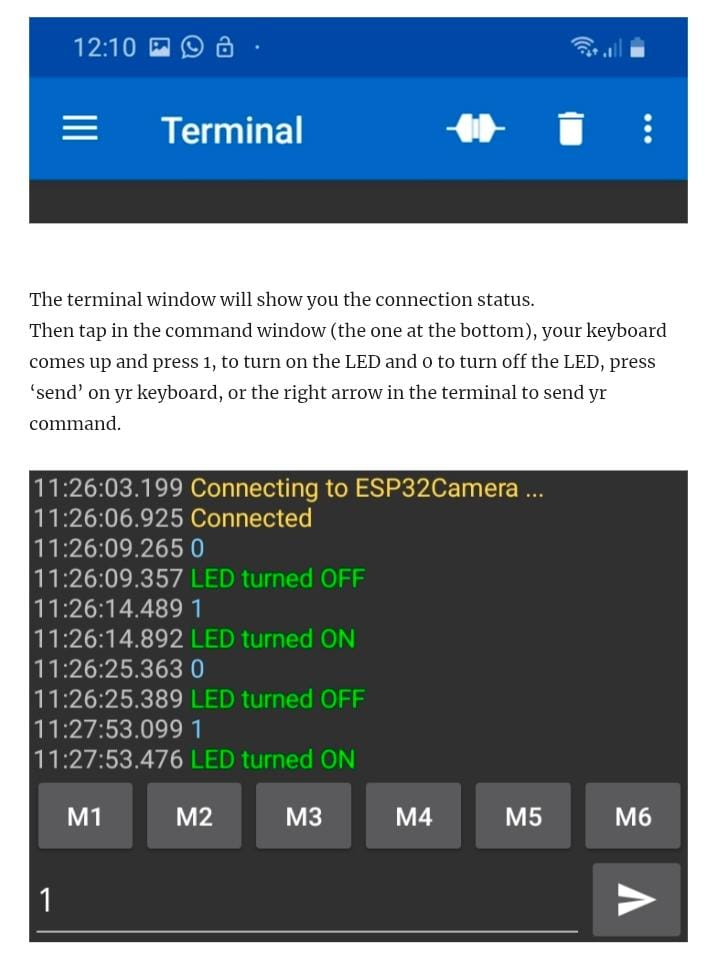 12:10
Terminal
The terminal window will show you the connection status.
Then tap in the command window (the one at the bottom), your keyboard
comes up and press 1, to turn on the LED and 0 to turn off the LED, press
‘send’ on yr keyboard, or the right arrow in the terminal to send yr
command.
11:26:03.199 Connecting to ESP32Camera ...
11:26:06.925 Connected
11:26:09.265 0
11:26:09.357 LED turned OFF
11:26:14.489 1
11:26:14.892 LED turned ON
11:26:25.363 0
11:26:25.389 LED turned OFF
11:27:53.099 1
11:27:53.476 LED turned ON
M1 M2 M3 M4 M5 M6
1